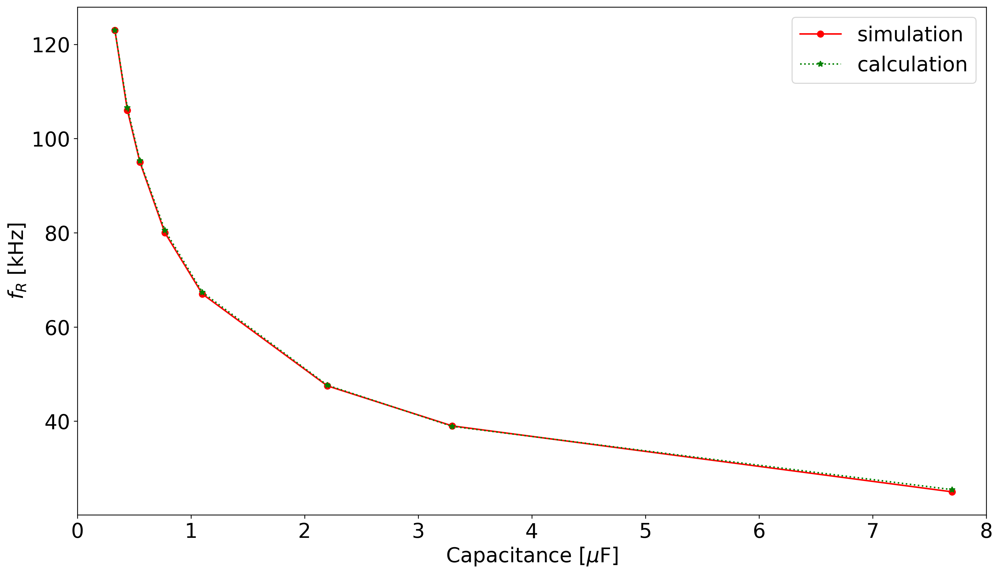 simulation
calculation
120
100
80
60
40
f_R [kHz]
0 1 2 3 4 5 6 7 8
Capacitance [μF]